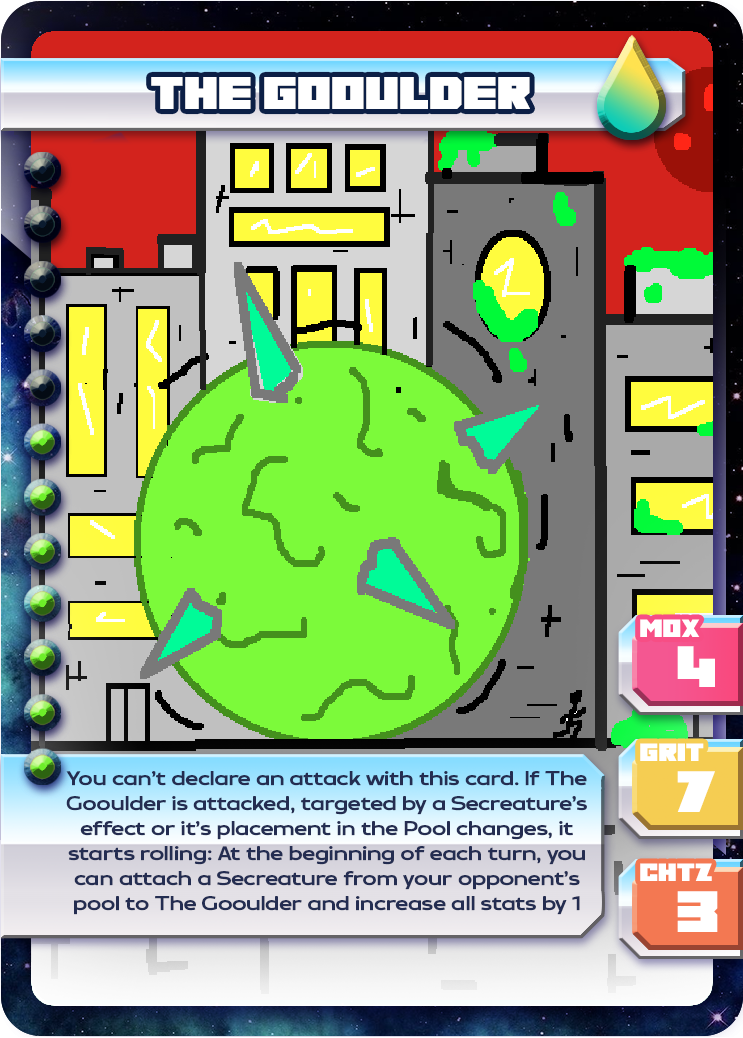 THE GOOULDER
MOX
4
You can't declare an attack with this card. If The
Gooulder is attacked, targeted by a Secreature's
effect or it's placement in the Pool changes, it
starts rolling: At the beginning of each turn, you
can attach a Secreature from your opponent's
pool to The Gooulder and increase all stats by 1
GRIT
7
CHTZ
3